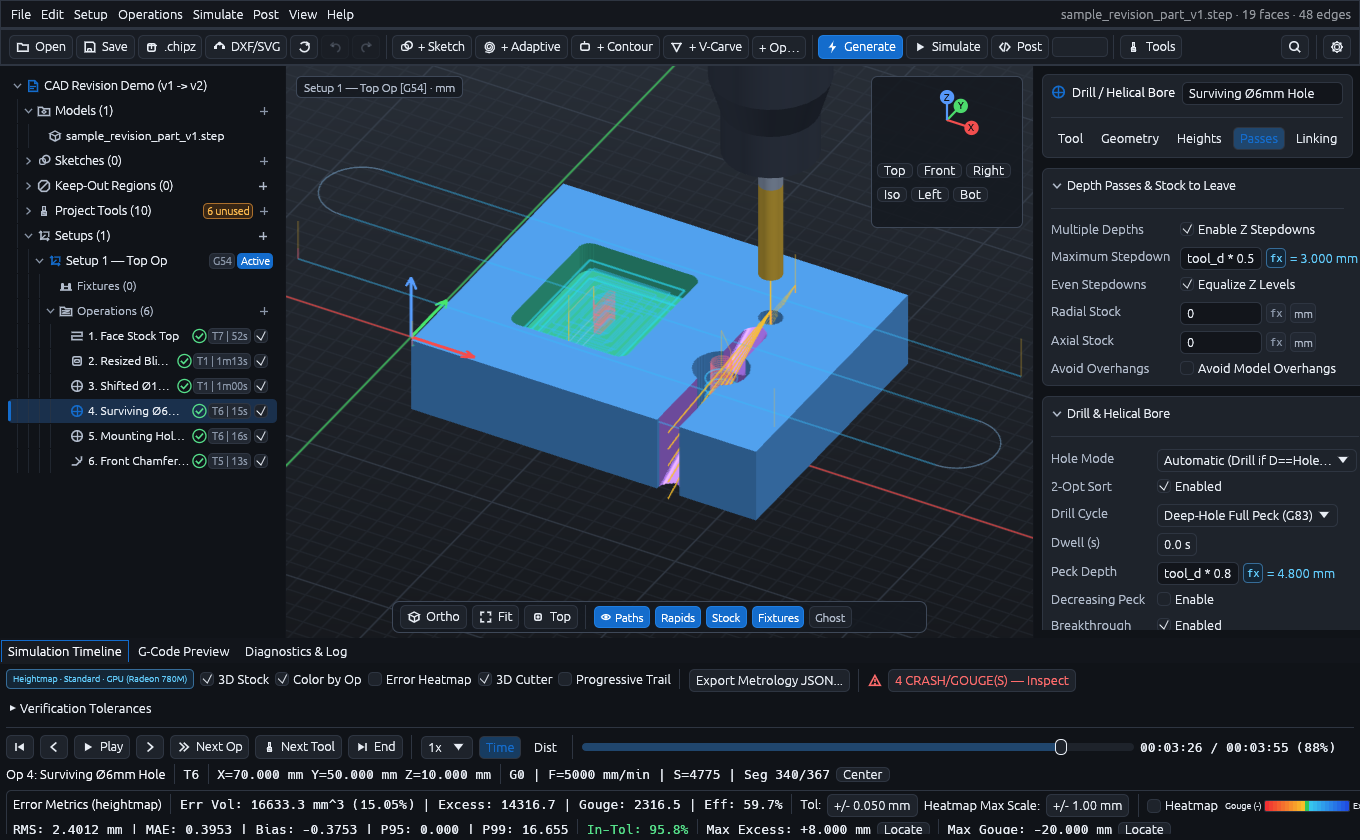 File Edit Setup Operations Simulate Post View Help
sample_revision_part_v1.step · 19 faces · 48 edges
Open Save .chipz DXF/SVG + Sketch + Adaptive + Contour + V-Carve + Op... Generate Simulate Post Tools
CAD Revision Demo (v1 -> v2)
Models (1) +
sample_revision_part_v1.step
Sketches (0) +
Keep-Out Regions (0) +
Project Tools (10) 6 unused +
Setups (1) +
Setup 1 — Top Op G54 Active
Fixtures (0)
Operations (6) +
1. Face Stock Top T7 | 52s
2. Resized Bli... T1 | 1m13s
3. Shifted Ø1... T1 | 1m00s
4. Surviving Ø6... T6 | 15s
5. Mounting Hol... T6 | 16s
6. Front Chamfer... T5 | 13s
Setup 1 — Top Op [G54] · mm
Z
Y
X
Top Front Right
Iso Left Bot
Ortho Fit Top Paths Rapids Stock Fixtures Ghost
Drill / Helical Bore Surviving Ø6mm Hole
Tool Geometry Heights Passes Linking
Depth Passes & Stock to Leave
Multiple Depths Enable Z Stepdowns
Maximum Stepdown tool_d * 0.5 fx = 3.000 mm
Even Stepdowns Equalize Z Levels
Radial Stock 0 fx mm
Axial Stock 0 fx mm
Avoid Overhangs Avoid Model Overhangs
Drill & Helical Bore
Hole Mode Automatic (Drill if D==Hole...
2-Opt Sort Enabled
Drill Cycle Deep-Hole Full Peck (G83)
Dwell (s) 0.0 s
Peck Depth tool_d * 0.8 fx = 4.800 mm
Decreasing Peck Enable
Breakthrough Enabled
Simulation Timeline G-Code Preview Diagnostics & Log
Heightmap · Standard · GPU (Radeon 780M) 3D Stock Color by Op Error Heatmap 3D Cutter Progressive Trail Export Metrology JSON... 4 CRASH/GOUGE(S) — Inspect
Verification Tolerances
Play Next Op Next Tool End 1x Time Dist 00:03:26 / 00:03:55 (88%)
Op 4: Surviving Ø6mm Hole T6 X=70.000 mm Y=50.000 mm Z=10.000 mm G0 | F=5000 mm/min | S=4775 | Seg 340/367 Center
Error Metrics (heightmap) Err Vol: 16633.3 mm^3 (15.05%) | Excess: 14316.7 | Gouge: 2316.5 | Eff: 59.7% Tol: +/- 0.050 mm Heatmap Max Scale: +/- 1.00 mm Heatmap Gouge (-) Ex
RMS: 2.4012 mm | MAE: 0.3953 | Bias: -0.3753 | P95: 0.000 | P99: 16.655 In-Tol: 95.8% Max Excess: +8.000 mm Locate Max Gouge: -20.000 mm Locate